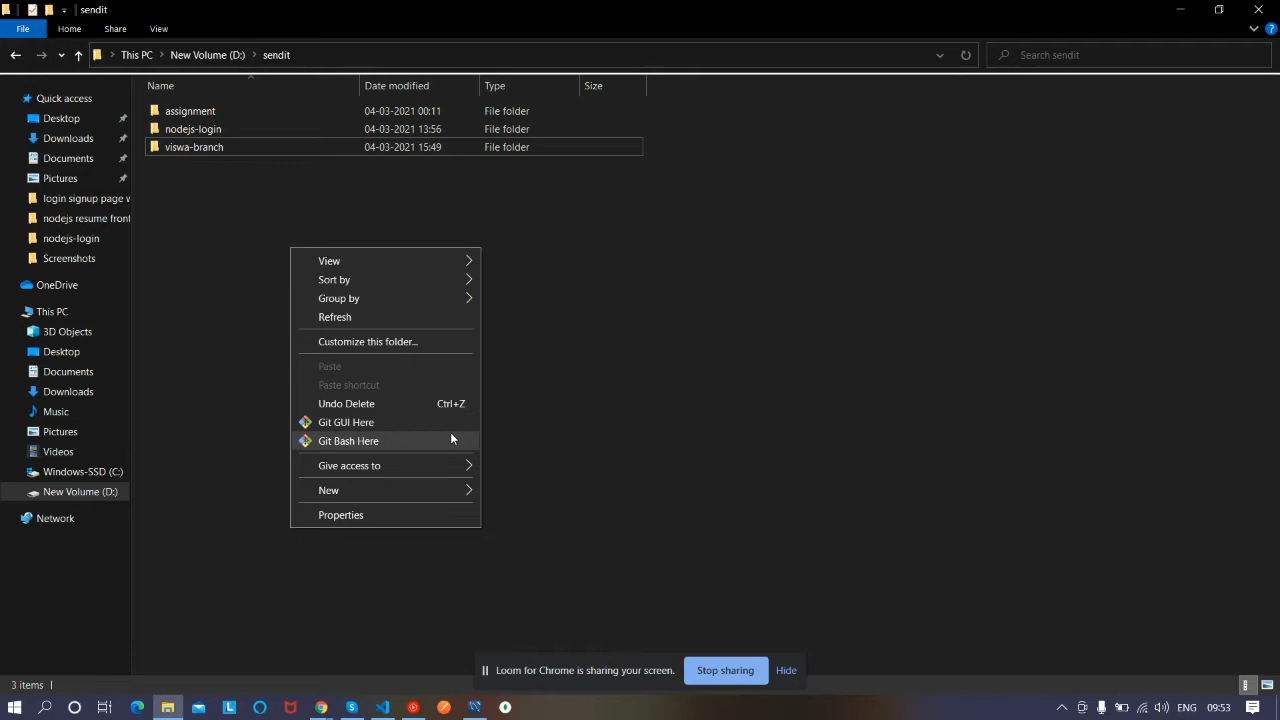 sendit
File
Home
Share
View
This PC
New Volume (D:)
sendit
Search sendit
Name
Date modified
Type
Size
assignment
04-03-2021 00:11
File folder
nodejs-login
04-03-2021 13:56
File folder
viswa-branch
04-03-2021 15:49
File folder
Quick access
Desktop
Downloads
Documents
Pictures
login signup page w
nodejs resume front
nodejs-login
Screenshots
OneDrive
This PC
3D Objects
Desktop
Documents
Downloads
Music
Pictures
Videos
Windows-SSD (C:)
New Volume (D:)
Network
View
Sort by
Group by
Refresh
Customize this folder...
Paste
Paste shortcut
Undo Delete Ctrl+Z
Git GUI Here
Git Bash Here
Give access to
New
Properties
Loom for Chrome is sharing your screen.
Stop sharing
Hide
3 items
ENG
09:53